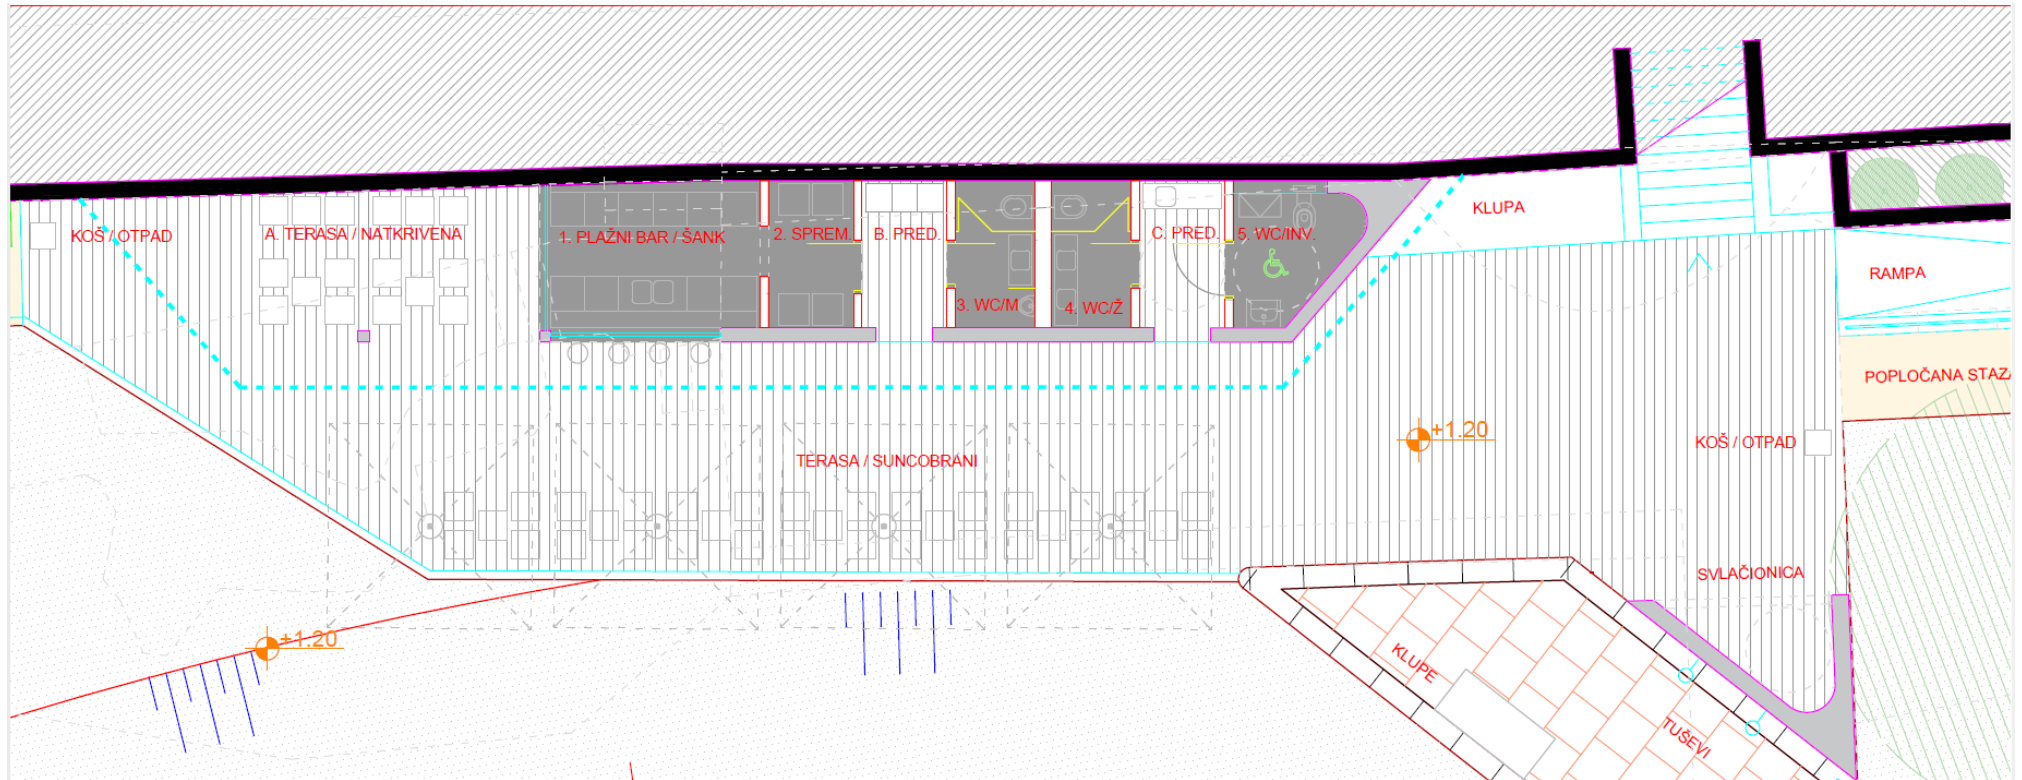 KLUPA
KOŠ / OTPAD
A. TERASA / NATKRIVENA
1. PLAŽNI BAR / ŠANK
2. SPREM.
B. PRED.
C. PRED.
5. WC/INV.
RAMPA
3. WC/M
4. WC/Ž
POPLOČANA STAZA
+1.20
KOŠ / OTPAD
TERASA / SUNCOBRANI
SVLAČIONICA
+1.20
KLUPE
TUŠEVI